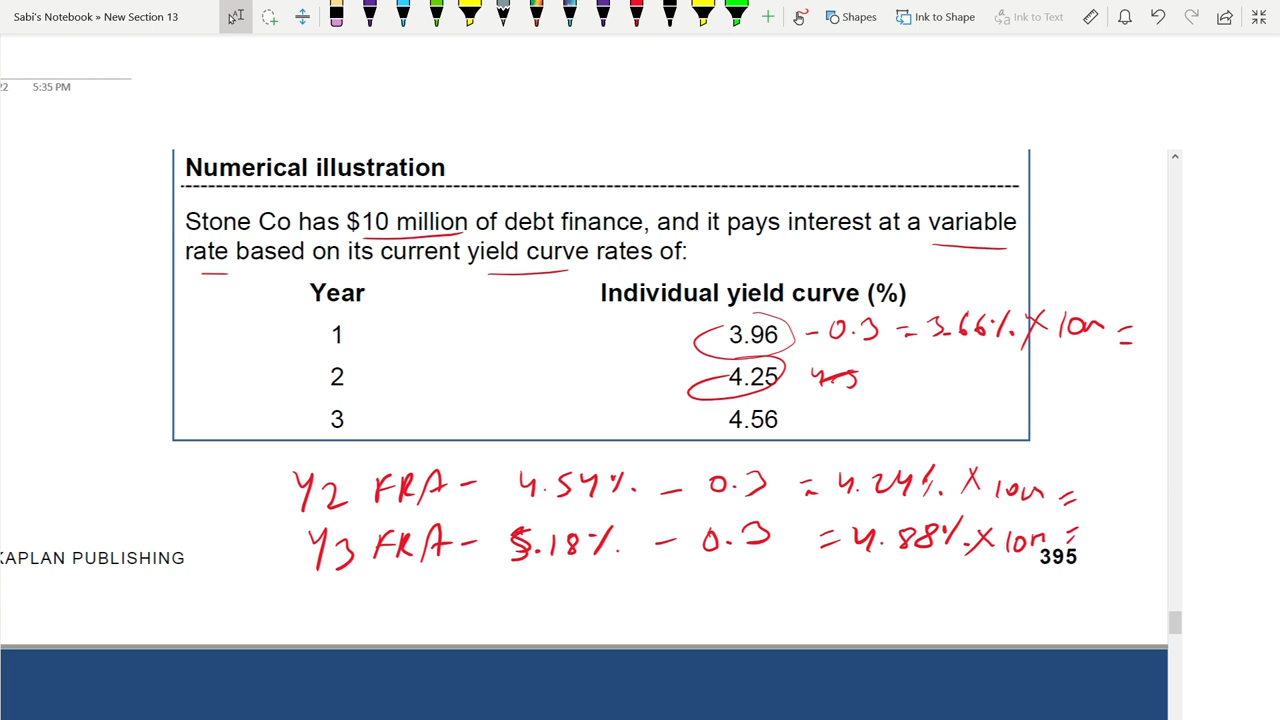 Sabi's Notebook » New Section 13
Shapes
Ink to Shape
Ink to Text
22 5:35 PM
Numerical illustration
Stone Co has $10 million of debt finance, and it pays interest at a variable
rate based on its current yield curve rates of:
Year Individual yield curve (%)
1 3.96 - 0.3 = 3.66% X 10m =
2 4.25
3 4.56
Y2 FRA - 4.54% - 0.3 = 4.24% X 10m =
Y3 FRA - 5.18% - 0.3 = 4.88% X 10m =
KAPLAN PUBLISHING 395